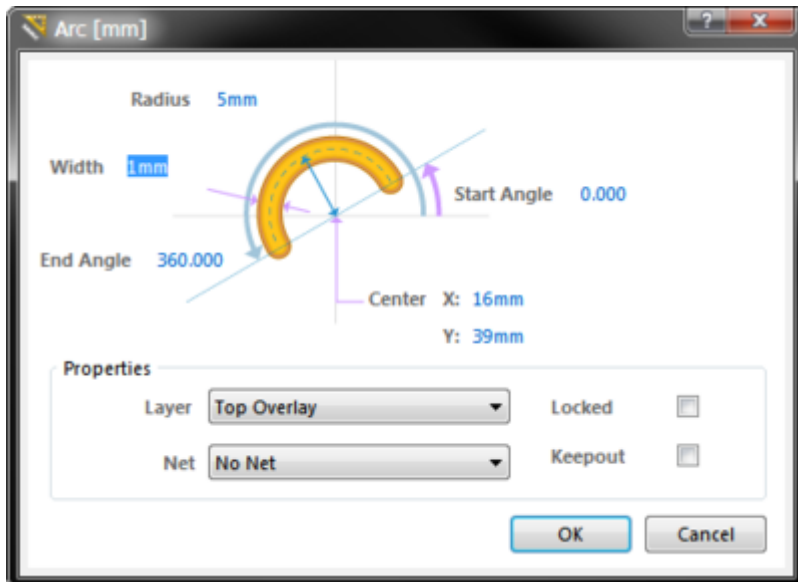 Arc [mm]
?
Radius 5mm
Width 1mm
Start Angle 0.000
End Angle 360.000
Center X: 16mm
Y: 39mm
Properties
Layer Top Overlay Locked
Net No Net Keepout
OK Cancel